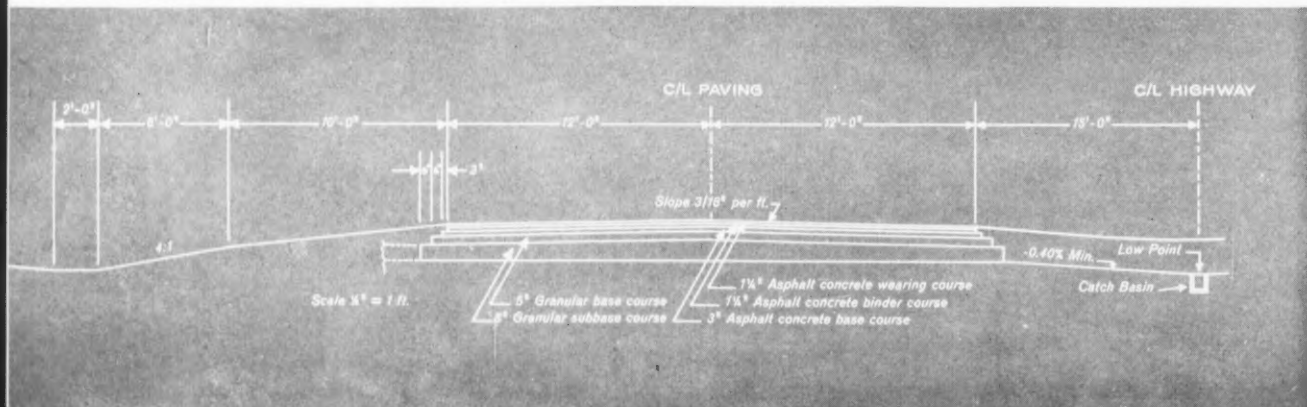 C/L PAVING
C/L HIGHWAY
2'-0"
10'-0"
12'-0"
12'-0"
15'-0"
3"
Slope 3/16" per ft.
4:1
-0.40% Min.
Low Point
Catch Basin
Scale ¼" = 1 ft.
5" Granular base course
8" Granular subbase course
1¼" Asphalt concrete wearing course
1¼" Asphalt concrete binder course
3" Asphalt concrete base course